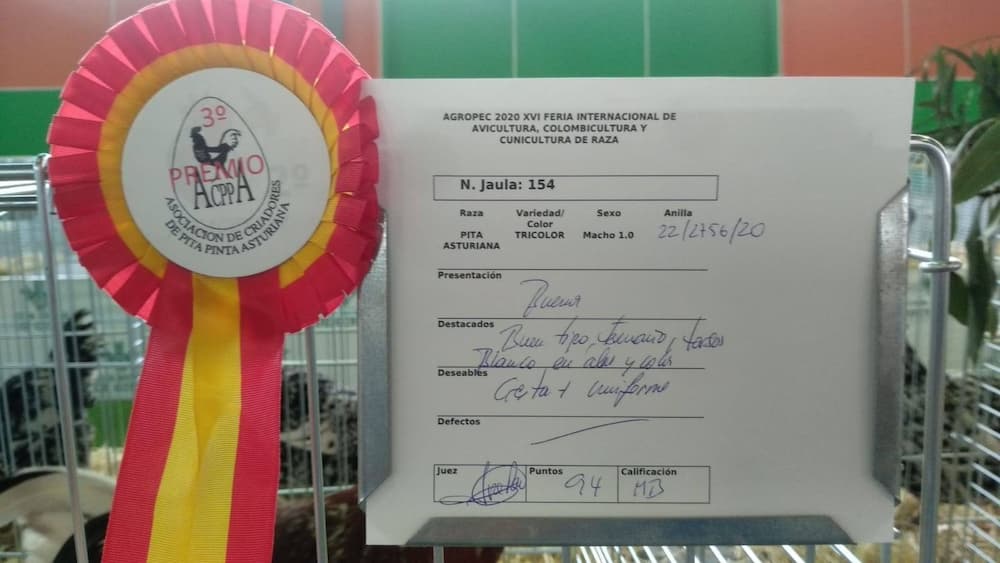 3º
PREMIO
ACPPA
ASOCIACION DE CRIADORES
DE PITA PINTA ASTURIANA
AGROPEC 2020 XVI FERIA INTERNACIONAL DE
AVICULTURA, COLOMBICULTURA Y
CUNICULTURA DE RAZA
N. Jaula: 154
Raza Variedad/ Color Sexo Anilla
PITA ASTURIANA TRICOLOR Macho 1.0 22/2756/20
Presentación
Buena
Destacados
Buen tipo, tamaño, tarsos
Blanco en alas y cola
Deseables
Cresta + uniforme
Defectos
Juez Puntos Calificación
94 MB